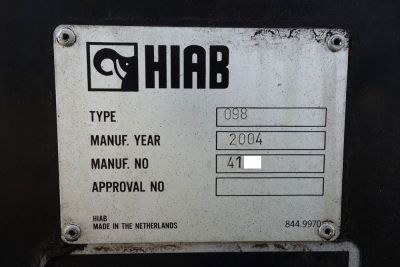 HIAB
TYPE 098
MANUF. YEAR 2004
MANUF. NO 41
APPROVAL NO
HIAB
MADE IN THE NETHERLANDS 844.9970